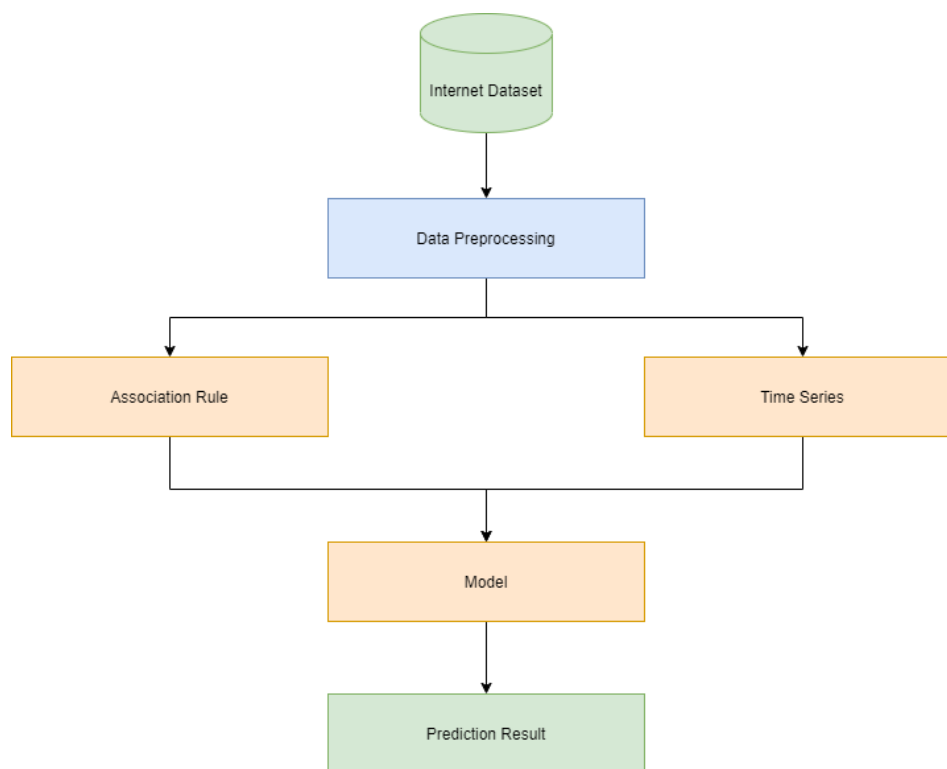 Internet Dataset
Data Preprocessing
Association Rule
Time Series
Model
Prediction Result